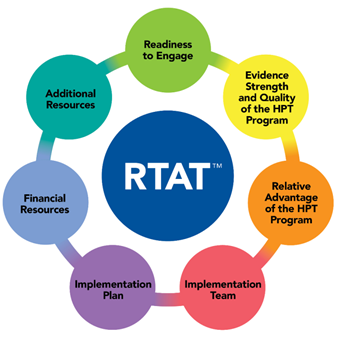 Readiness
to Engage
Evidence
Strength
and Quality
of the HPT
Program
Relative
Advantage
of the HPT
Program
Implementation
Team
Implementation
Plan
Financial
Resources
Additional
Resources
RTAT™